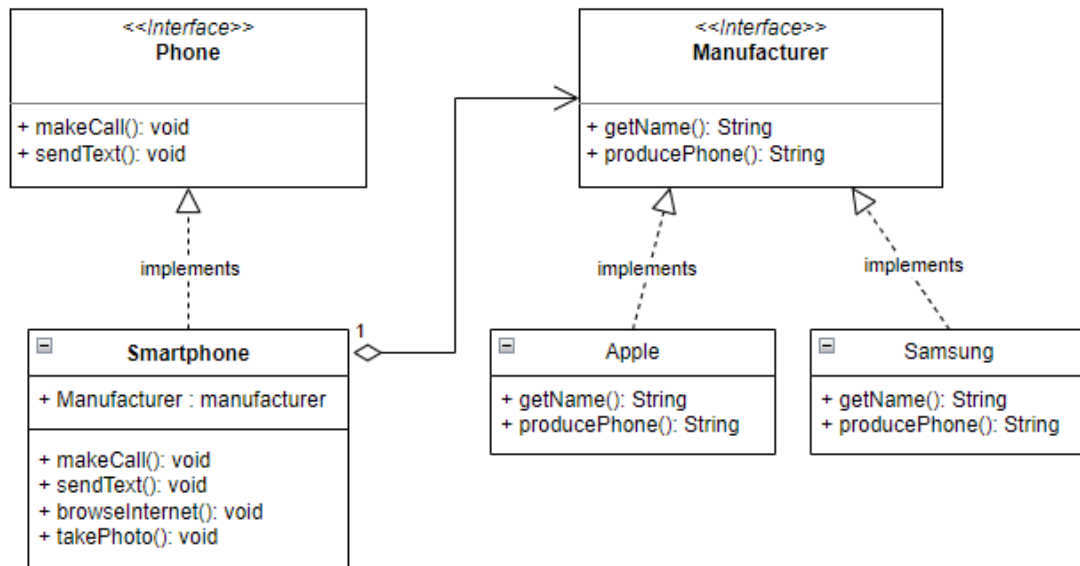 <<Interface>>
Phone
+ makeCall(): void
+ sendText(): void
<<Interface>>
Manufacturer
+ getName(): String
+ producePhone(): String
implements
implements
implements
1
Smartphone
+ Manufacturer : manufacturer
+ makeCall(): void
+ sendText(): void
+ browseInternet(): void
+ takePhoto(): void
Apple
+ getName(): String
+ producePhone(): String
Samsung
+ getName(): String
+ producePhone(): String